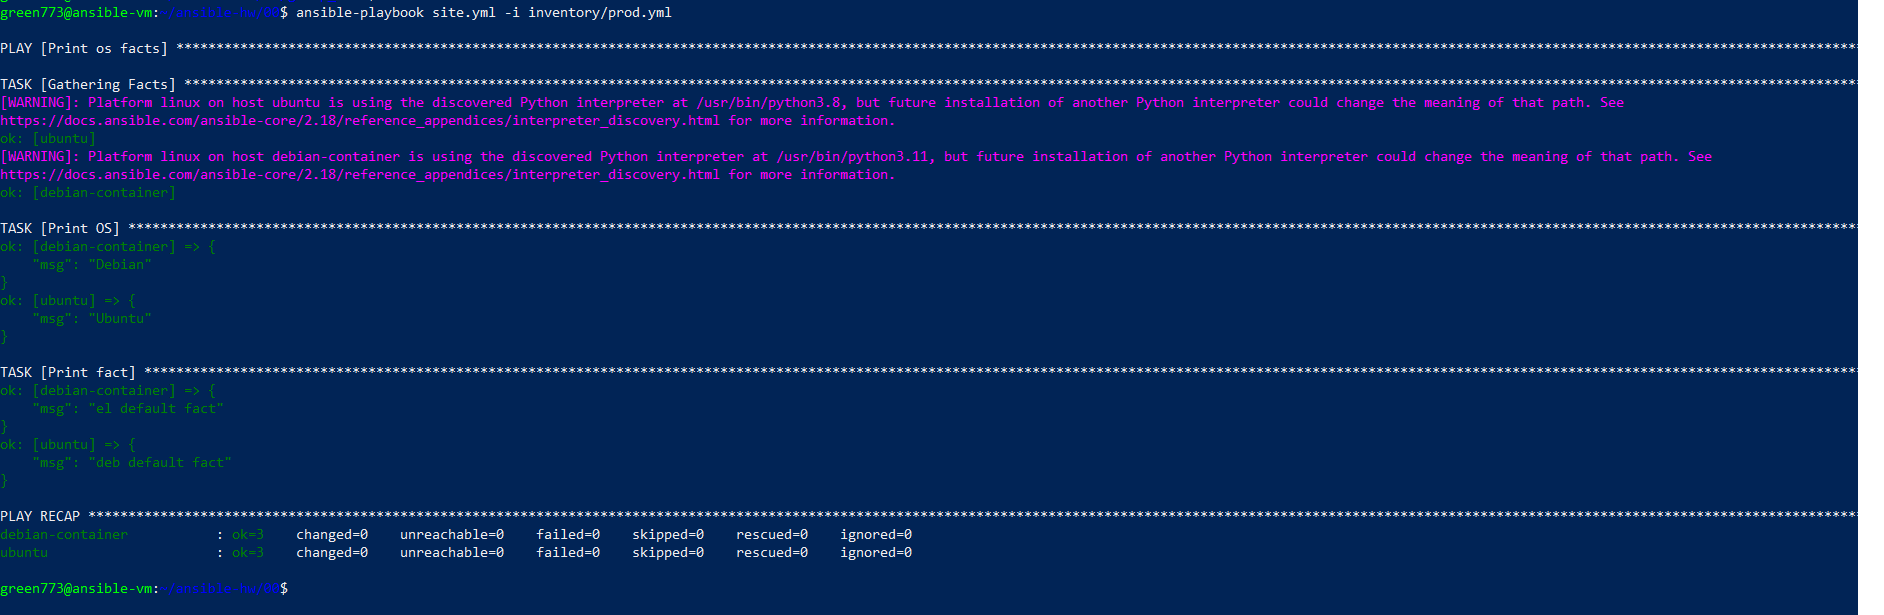 green773@ansible-vm:$ ansible-playbook site.yml -i inventory/prod.yml
PLAY [Print os facts] ******************************************************************************************************************************************************************************************************************
TASK [Gathering Facts] *****************************************************************************************************************************************************************************************************************
[WARNING]: Platform linux on host ubuntu is using the discovered Python interpreter at /usr/bin/python3.8, but future installation of another Python interpreter could change the meaning of that path. See
https://docs.ansible.com/ansible-core/2.18/reference_appendices/interpreter_discovery.html for more information.
ok: [ubuntu]
[WARNING]: Platform linux on host debian-container is using the discovered Python interpreter at /usr/bin/python3.11, but future installation of another Python interpreter could change the meaning of that path. See
https://docs.ansible.com/ansible-core/2.18/reference_appendices/interpreter_discovery.html for more information.
ok: [debian-container]
TASK [Print OS] ************************************************************************************************************************************************************************************************************************
ok: [debian-container] => {
    "msg": "Debian"
}
ok: [ubuntu] => {
    "msg": "Ubuntu"
}
TASK [Print fact] **********************************************************************************************************************************************************************************************************************
ok: [debian-container] => {
    "msg": "el default fact"
}
ok: [ubuntu] => {
    "msg": "deb default fact"
}
PLAY RECAP *****************************************************************************************************************************************************************************************************************************
debian-container           : ok=3    changed=0    unreachable=0    failed=0    skipped=0    rescued=0    ignored=0
ubuntu                     : ok=3    changed=0    unreachable=0    failed=0    skipped=0    rescued=0    ignored=0
green773@ansible-vm:$